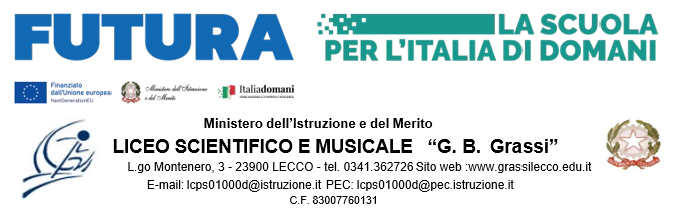 FUTURA
LA SCUOLA
PER L'ITALIA DI DOMANI
Finanziato
dall'Unione europea
NextGenerationEU
Ministero dell'Istruzione
e del Merito
Italiadomani
Ministero dell'Istruzione e del Merito
LICEO SCIENTIFICO E MUSICALE “G. B. Grassi”
L.go Montenero, 3 - 23900 LECCO - tel. 0341.362726 Sito web :www.grassilecco.edu.it
E-mail: lcps01000d@istruzione.it PEC: lcps01000d@pec.istruzione.it
C.F. 83007760131